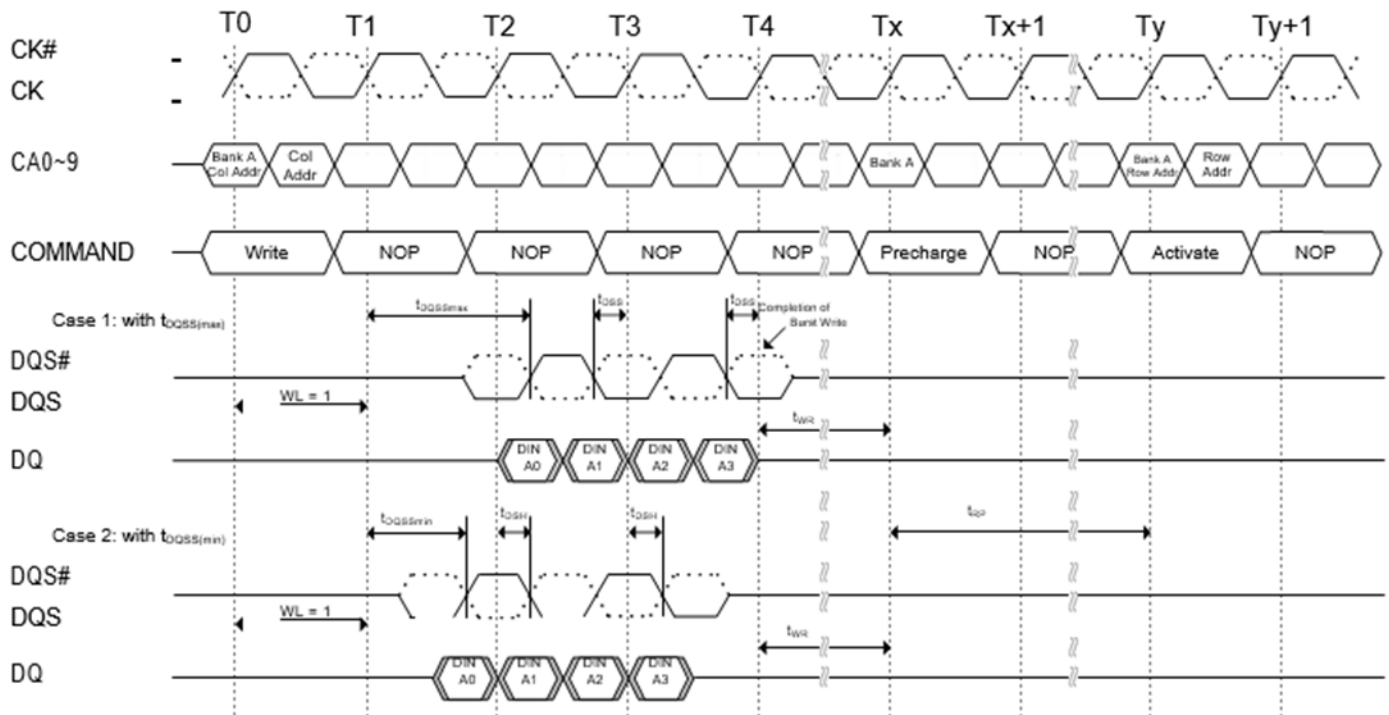 T0 T1 T2 T3 T4 Tx Tx+1 Ty Ty+1
CK#
CK
CA0~9
Bank A
Col Addr
Col
Addr
Bank A
Bank A
Row Addr
Row
Addr
COMMAND Write NOP NOP NOP NOP Precharge NOP Activate NOP
Case 1: with tDQSS(max)
tDQSSmax tDSS tDSS
Completion of
Burst Write
DQS#
DQS
WL = 1
tWR
DQ
DIN
A0
DIN
A1
DIN
A2
DIN
A3
Case 2: with tDQSS(min)
tDQSSmin tDSH tDSH tRP
DQS#
DQS
WL = 1
tWR
DQ
DIN
A0
DIN
A1
DIN
A2
DIN
A3